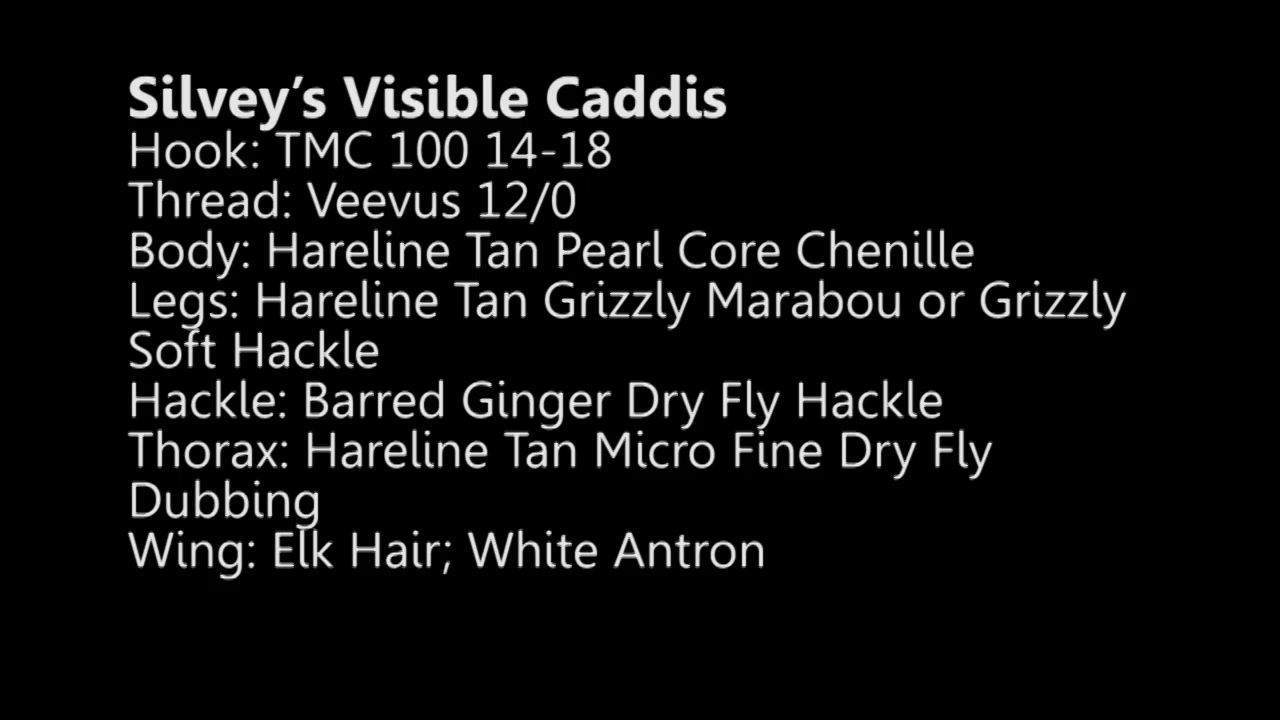 Silvey’s Visible Caddis
Hook: TMC 100 14-18
Thread: Veevus 12/0
Body: Hareline Tan Pearl Core Chenille
Legs: Hareline Tan Grizzly Marabou or Grizzly
Soft Hackle
Hackle: Barred Ginger Dry Fly Hackle
Thorax: Hareline Tan Micro Fine Dry Fly
Dubbing
Wing: Elk Hair; White Antron